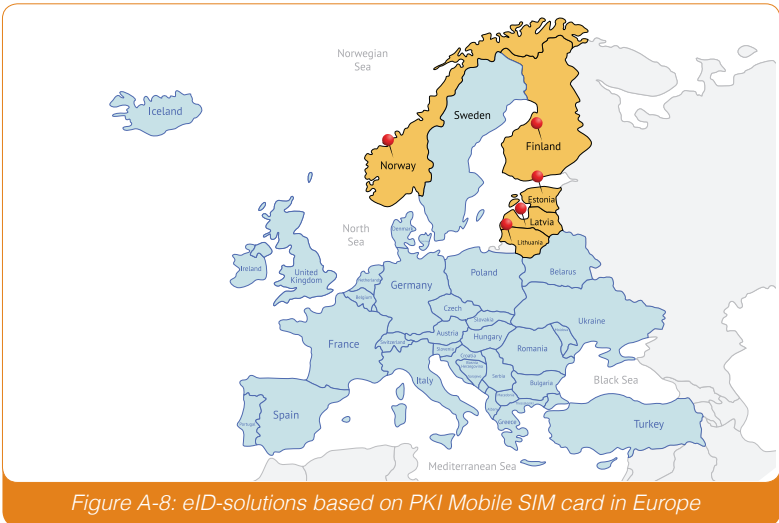 Norwegian
Sea
Iceland
Sweden
Finland
Norway
Estonia
North
Sea
Denmark
Latvia
Lithuania
Ireland
United
Kingdom
Netherlands
Belgium
Germany
Poland
Belarus
Czech
Slovakia
Ukraine
France
Switzerland
Austria
Hungary
Slovenia
Croatia
Romania
Italy
Serbia
Bulgaria
Black Sea
Portugal
Spain
Greece
Turkey
Mediterranean Sea
Figure A-8: eID-solutions based on PKI Mobile SIM card in Europe